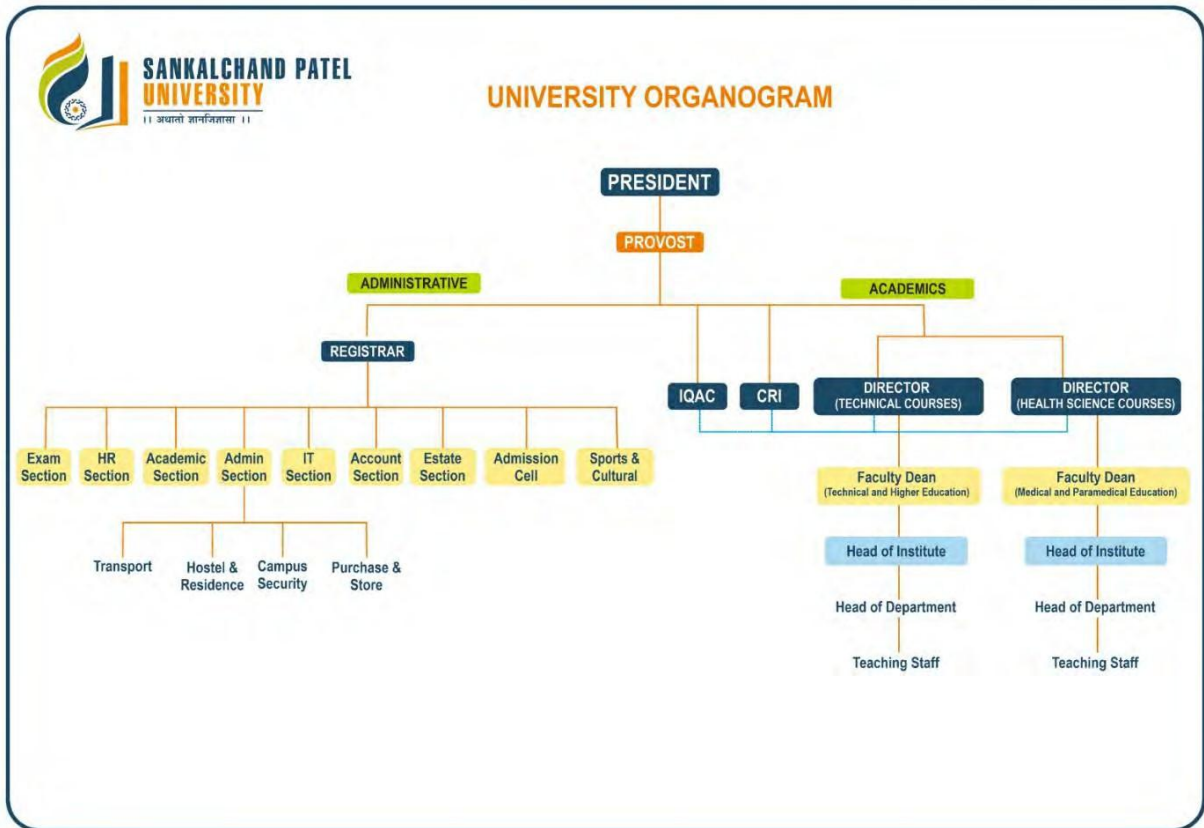 SANKALCHAND PATEL
UNIVERSITY
।। अथातो ज्ञानजिज्ञासा ।।
UNIVERSITY ORGANOGRAM
PRESIDENT
PROVOST
ADMINISTRATIVE
ACADEMICS
REGISTRAR
IQAC
CRI
DIRECTOR
(TECHNICAL COURSES)
DIRECTOR
(HEALTH SCIENCE COURSES)
Exam
Section
HR
Section
Academic
Section
Admin
Section
IT
Section
Account
Section
Estate
Section
Admission
Cell
Sports &
Cultural
Faculty Dean
(Technical and Higher Education)
Faculty Dean
(Medical and Paramedical Education)
Transport
Hostel &
Residence
Campus
Security
Purchase &
Store
Head of Institute
Head of Institute
Head of Department
Head of Department
Teaching Staff
Teaching Staff